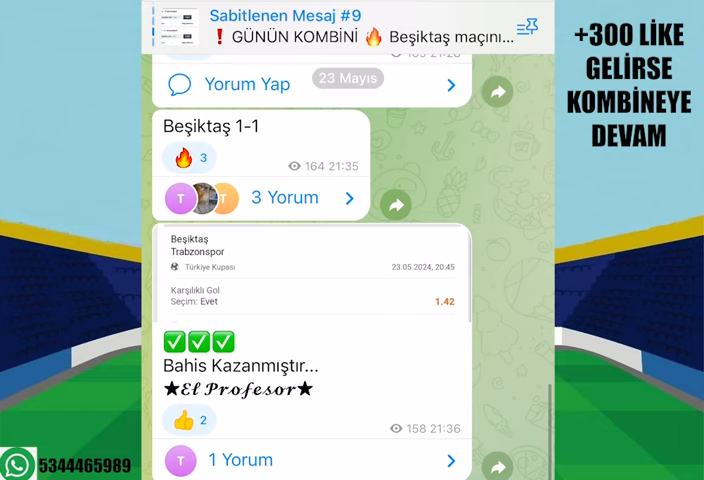 Sabitlenen Mesaj #9
❗ GÜNÜN KOMBİNİ 🔥 Beşiktaş maçını...
Yorum Yap
23 Mayıs
Beşiktaş 1-1
🔥 3
164 21:35
T
T
3 Yorum
Beşiktaş
Trabzonspor
Türkiye Kupası
23.05.2024, 20:45
Karşılıklı Gol
Seçim: Evet
1.42
✅✅✅
Bahis Kazanmıştır...
★𝓔𝓵 𝓟𝓻𝓸𝓯𝓮𝓼𝓸𝓻★
👍 2
158 21:36
T
1 Yorum
+300 LİKE
GELİRSE
KOMBİNEYE
DEVAM
5344465989